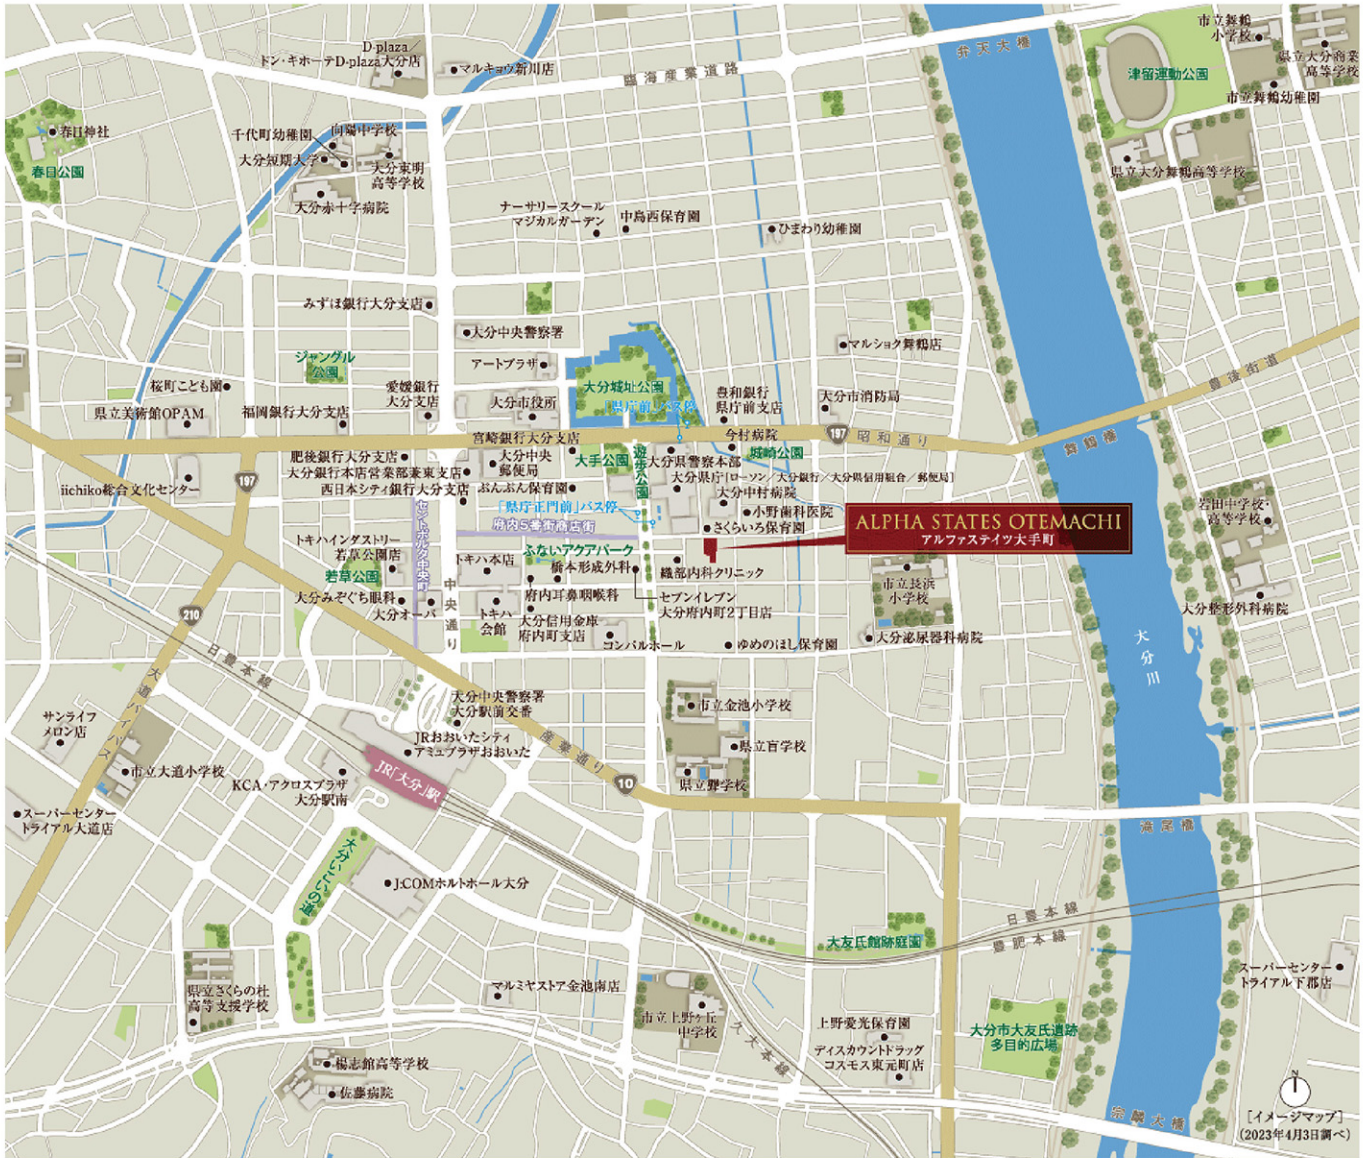 D-plaza／
ドン・キホーテD-plaza大分店
マルキョウ新川店
臨海産業道路
弁天大橋
市立舞鶴
小学校
県立大分商業
高等学校
津留運動公園
市立舞鶴幼稚園
春日神社
春日公園
千代町幼稚園
向陽中学校
大分短期大学
大分東明
高等学校
大分赤十字病院
県立大分舞鶴高等学校
ナーサリースクール
マジカルガーデン
中島西保育園
ひまわり幼稚園
みずほ銀行大分支店
大分中央警察署
アートプラザ
マルショク舞鶴店
豊後街道
ジャングル
公園
桜町こども園
県立美術館OPAM
福岡銀行大分支店
愛媛銀行
大分支店
大分市役所
大分城址公園
「県庁前」バス停
豊和銀行
県庁前支店
大分市消防局
宮崎銀行大分支店
今村病院
197
昭和通り
舞鶴橋
肥後銀行大分支店
大分銀行本店営業部兼東支店
西日本シティ銀行大分支店
大分中央
郵便局
大手公園
遊歩公園
大分県警察本部
城崎公園
大分県庁［ローソン／大分銀行／大分県信用組合／郵便局］
iichiko総合文化センター
197
ぶんぶん保育園
大分中村病院
小野歯科医院
「県庁正門前」バス停
さくらいろ保育園
府内5番街商店街
セントポルタ中央町
ALPHA STATES OTEMACHI
アルファステイツ大手町
岩田中学校・
高等学校
トキハインダストリー
若草公園店
若草公園
トキハ本店
ふないアクアパーク
橋本形成外科
織部内科クリニック
市立長浜
小学校
中央通り
大分みぞぐち眼科
大分オーパ
トキハ
会館
府内耳鼻咽喉科
大分信用金庫
府内町支店
セブンイレブン
大分府内町2丁目店
大分整形外科病院
210
コンパルホール
ゆめのほし保育園
大分泌尿器科病院
大分川
日豊本線
大道バイパス
大分中央警察署
大分駅前交番
市立金池小学校
サンライフ
メロン店
JRおおいたシティ
アミュプラザおおいた
産業通り
県立盲学校
市立大道小学校
KCA・アクロスプラザ
大分駅南
JR「大分」駅
10
県立聾学校
スーパーセンター
トライアル大道店
滝尾橋
大分いこいの道
J:COMホルトホール大分
日豊本線
豊肥本線
大友氏館跡庭園
スーパーセンター
トライアル下郡店
県立さくらの杜
高等支援学校
マルミヤストア金池南店
市立上野ヶ丘
中学校
久大本線
上野愛光保育園
ディスカウントドラッグ
コスモス東元町店
大分市大友氏遺跡
多目的広場
楊志館高等学校
佐藤病院
宗麟大橋
N
［イメージマップ］
（2023年4月3日調べ）